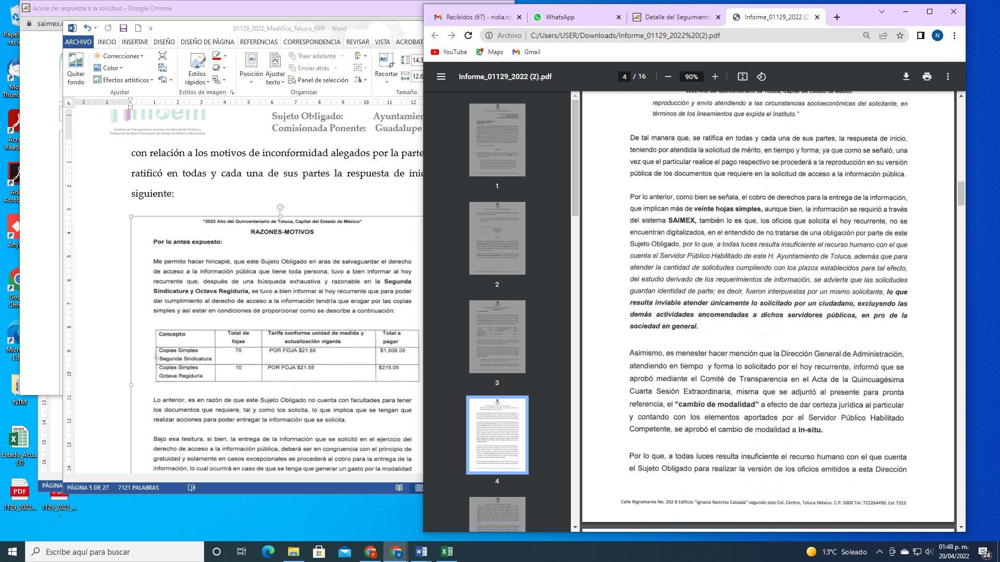 Acuse de respuesta a la solicitud - Google Chrome
saimex.
01129_2022_Modifica_Toluca_GRP - Word
ARCHIVO INICIO INSERTAR DISEÑO DISEÑO DE PÁGINA REFERENCIAS CORRESPONDENCIA REVISAR VISTA ACROBAT
Quitar fondo
Correcciones
Color
Efectos artísticos
Ajustar
Estilos rápidos
Estilos de imagen
Posición
Ajustar texto
Traer adelante
Enviar atrás
Panel de selección
Organizar
Recortar
14.3
12.6
Tamaño
infoem
Instituto de Transparencia, Acceso a la Información Pública y
Protección de Datos Personales del Estado de México y Municipios
Sujeto Obligado: Ayuntamien
Comisionada Ponente: Guadalupe
con relación a los motivos de inconformidad alegados por la parte
ratificó en todas y cada una de sus partes la respuesta de inic
siguiente:
“2022 Año del Quincentenario de Toluca, Capital del Estado de México”
RAZONES-MOTIVOS
Por lo antes expuesto:
Me permito hacer hincapié, que este Sujeto Obligado en aras de salvaguardar el derecho
de acceso a la información pública que tiene toda persona, tuvo a bien informar al hoy
recurrente que, después de una búsqueda exhaustiva y razonable en la Segunda
Sindicatura y Octava Regiduría, se tuvo a bien informar al hoy recurrente que para poder
dar cumplimiento al derecho de acceso a la información tendría que erogar por las copias
simples y así estar en condiciones de proporcionar como se describe a continuación:
Concepto Total de fojas Tarifa conforme unidad de medida y actualización vigente Total a pagar
Copias Simples Segunda Sindicatura 70 POR FOJA $21.55 $1,508.05
Copias Simples Octava Regiduría 10 POR FOJA $21.55 $215.05
Lo anterior, es en razón de que este Sujeto Obligado no cuenta con facultades para tener
los documentos que requiere, tal y como los solicita, lo que implica que se tengan que
realizar acciones para poder entregar la información que se solicita.
Bajo esa tesitura, si bien, la entrega de la información que se solicitó en el ejercicio del
derecho de acceso a la información pública, deberá ser en congruencia con el principio de
gratuidad y solamente en casos excepcionales se procederá al cobro para la entrega de la
información, lo cual ocurrirá en caso de que se tenga que generar un gasto por la modalidad
PÁGINA 5 DE 27 7121 PALABRAS
PÁGINA
Recibidos (67) - nidia.to
WhatsApp
Detalle del Seguimiento
Informe_01129_2022 (2)
Archivo C:/Users/USER/Downloads/Informe_01129_2022%20(2).pdf
N
YouTube Maps Gmail
Informe_01129_2022 (2).pdf
4 / 16
90%
1
2
3
4
2022 Año del Quincentenario de Toluca, Capital del Estado de México
reproducción y envío atendiendo a las circunstancias socioeconómicas del solicitante, en
términos de los lineamientos que expida el Instituto.”
De tal manera que, se ratifica en todas y cada una de sus partes, la respuesta de inicio,
teniendo por atendida la solicitud de mérito, en tiempo y forma; ya que como se señaló, una
vez que el particular realice el pago respectivo se procederá a la reproducción en su versión
pública de los documentos que requiere en la solicitud de acceso a la información pública.
Por lo anterior, como bien se señala, el cobro de derechos para la entrega de la información,
que implican más de veinte hojas simples, aunque bien, la información se requirió a través
del sistema SAIMEX, también lo es que, los oficios que solicita el hoy recurrente, no se
encuentran digitalizados, en el entendido de no tratarse de una obligación por parte de este
Sujeto Obligado, por lo que, a todas luces resulta insuficiente el recurso humano con el que
cuenta el Servidor Público Habilitado de este H. Ayuntamiento de Toluca, además que para
atender la cantidad de solicitudes cumpliendo con los plazos establecidos para tal efecto,
del estudio derivado de los requerimientos de información, se advierte que las solicitudes
guardan identidad de parte; es decir, fueron interpuestas por un mismo solicitante, lo que
resulta inviable atender únicamente lo solicitado por un ciudadano, excluyendo las
demás actividades encomendadas a dichos servidores públicos, en pro de la
sociedad en general.
Asimismo, es menester hacer mención que la Dirección General de Administración,
atendiendo en tiempo y forma lo solicitado por el hoy recurrente, informó que se
aprobó mediante el Comité de Transparencia en el Acta de la Quincuagésima
Cuarta Sesión Extraordinaria, misma que se adjuntó al presente para pronta
referencia, el “cambio de modalidad” a efecto de dar certeza jurídica al particular
y contando con los elementos aportados por el Servidor Público Habilitado
Competente, se aprobó el cambio de modalidad a in-situ.
Por lo que, a todas luces resulta insuficiente el recurso humano con el que cuenta
el Sujeto Obligado para realizar la versión de los oficios emitidos a esta Dirección
Calle Nigromante No. 202 B Edificio “Ignacio Ramírez Calzada” segundo piso Col. Centro, Toluca México. C.P. 5000 Tel: 722264490. Ext 7323
NTM
Estado_Acu...
(3)
PDF
1129_2022...
1129_2022_...
Escribe aquí para buscar
13°C Soleado
01:48 p. m.
20/04/2022
24